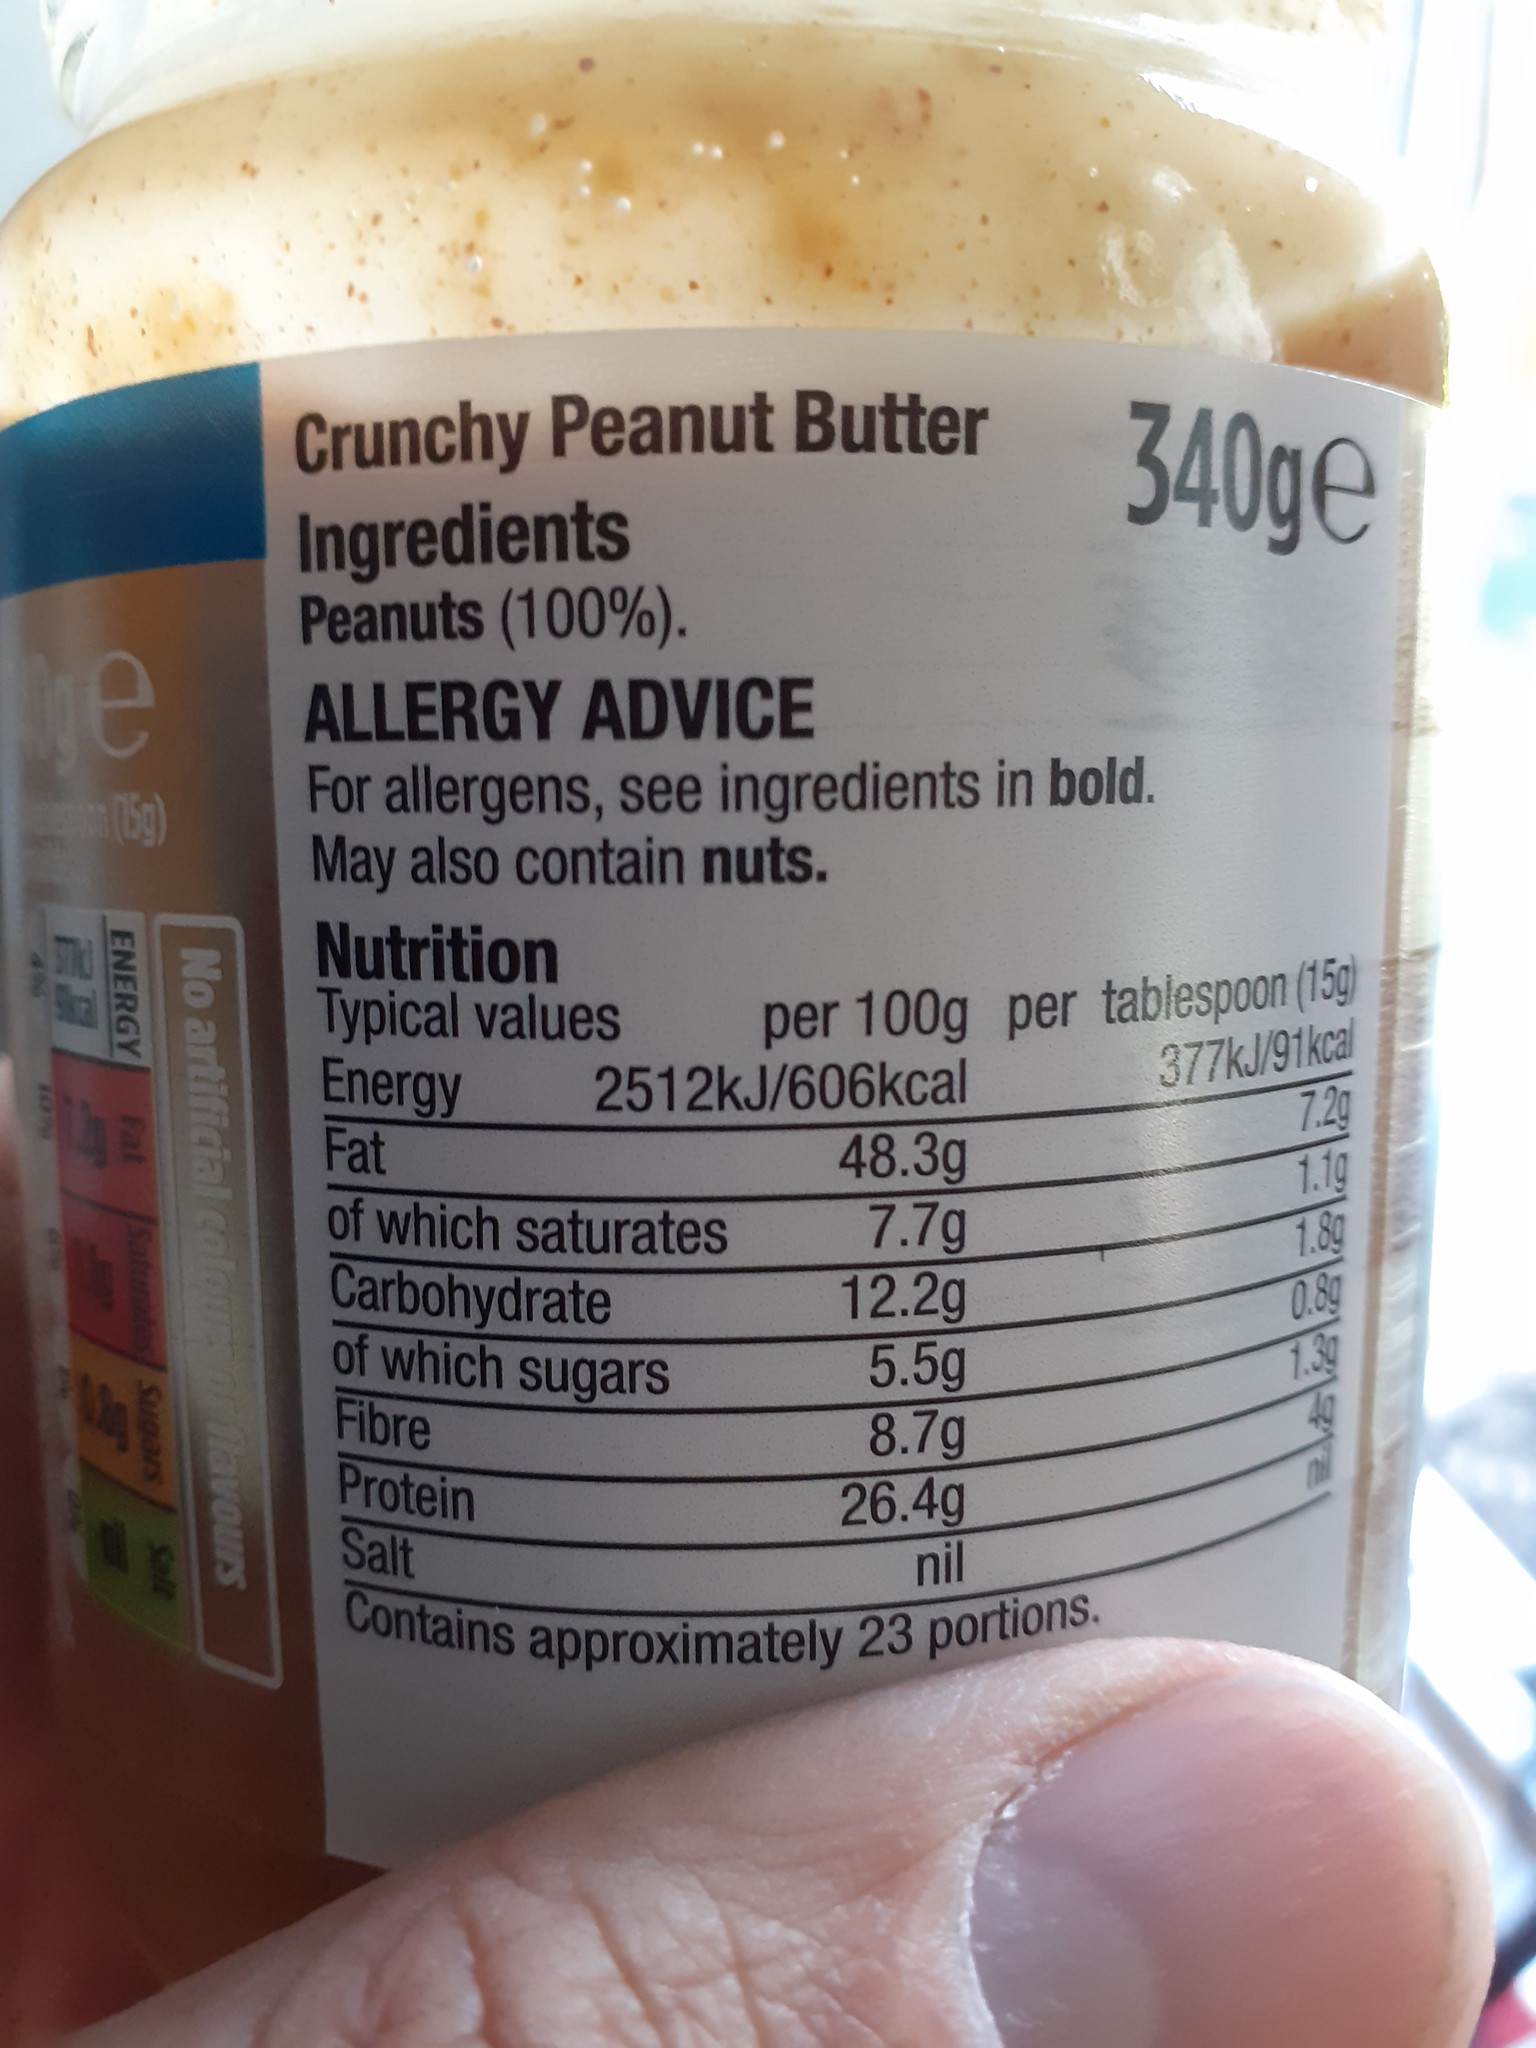 Crunchy Peanut Butter
340g e
Ingredients
Peanuts (100%).
ALLERGY ADVICE
For allergens, see ingredients in bold.
May also contain nuts.
Nutrition
Typical values per 100g per tablespoon (15g)
Energy 2512kJ/606kcal 377kJ/91kcal
Fat 48.3g 7.2g
of which saturates 7.7g 1.1g
Carbohydrate 12.2g 1.8g
of which sugars 5.5g 0.8g
Fibre 8.7g 1.3g
Protein 26.4g 4g
Salt nil nil
Contains approximately 23 portions.
e
(15g)
No artificial colours or flavours
ENERGY
Fat
Saturates
Sugars
Salt